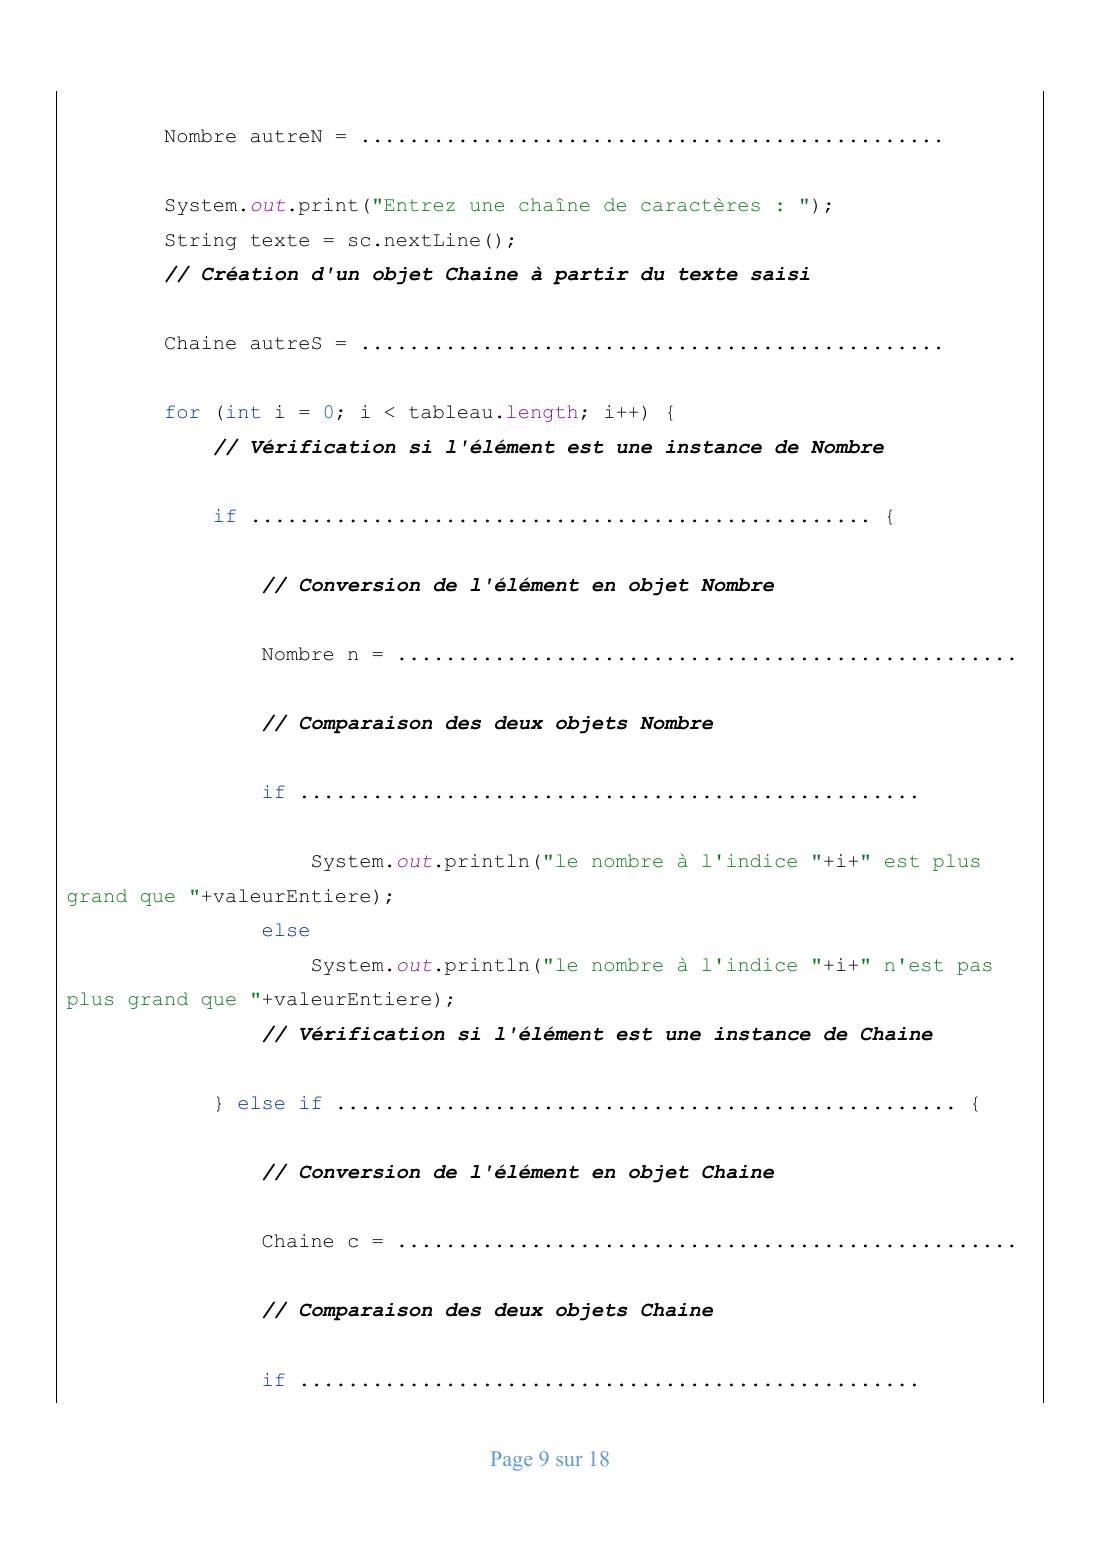 Nombre autreN = ................................................
System.out.print("Entrez une chaîne de caractères : ");
String texte = sc.nextLine();
// Création d'un objet Chaine à partir du texte saisi
Chaine autreS = ................................................
for (int i = 0; i < tableau.length; i++) {
// Vérification si l'élément est une instance de Nombre
if ................................................... {
// Conversion de l'élément en objet Nombre
Nombre n = ...................................................
// Comparaison des deux objets Nombre
if ...................................................
System.out.println("le nombre à l'indice "+i+" est plus
grand que "+valeurEntiere);
else
System.out.println("le nombre à l'indice "+i+" n'est pas
plus grand que "+valeurEntiere);
// Vérification si l'élément est une instance de Chaine
} else if ................................................... {
// Conversion de l'élément en objet Chaine
Chaine c = ...................................................
// Comparaison des deux objets Chaine
if ...................................................
Page 9 sur 18